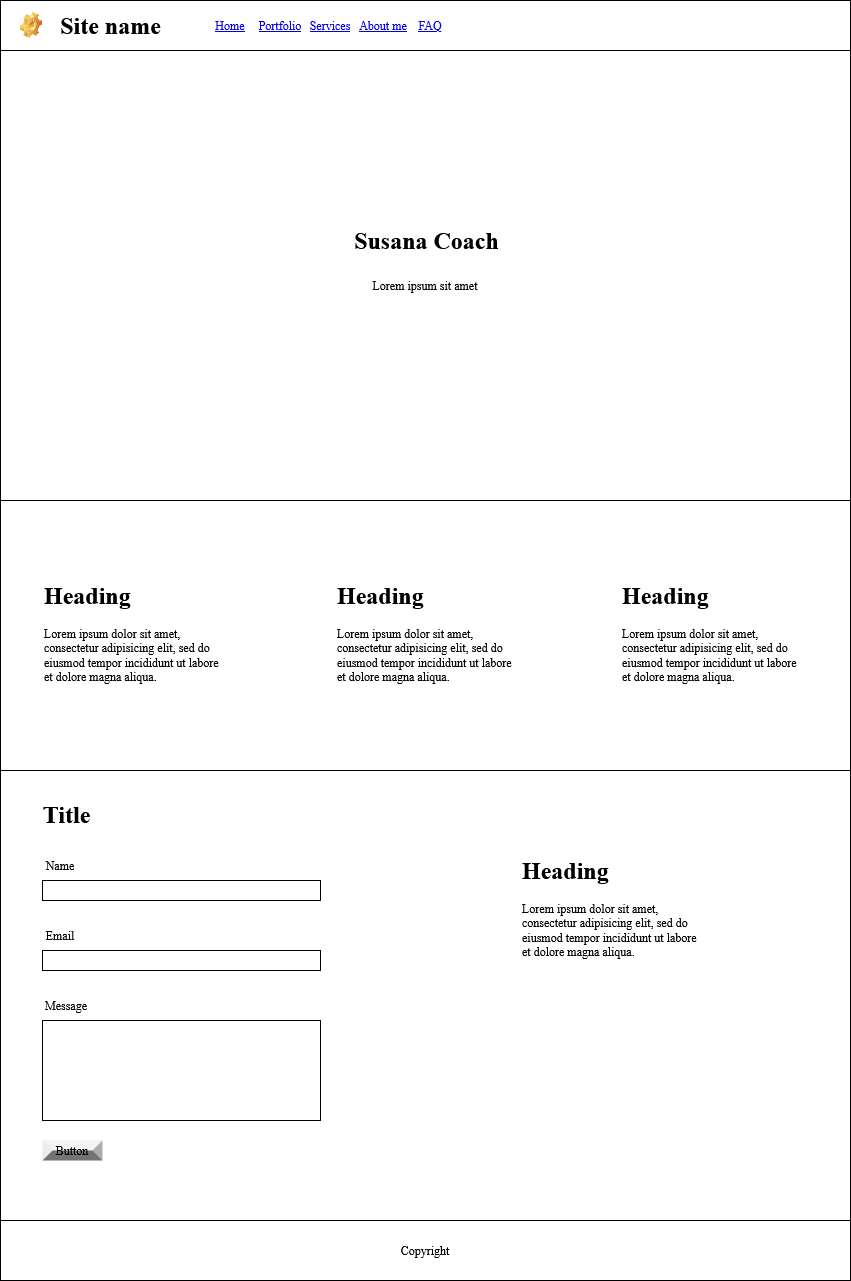 Site name
Home Portfolio Services About me FAQ
Susana Coach
Lorem ipsum sit amet
Heading
Lorem ipsum dolor sit amet,
consectetur adipisicing elit, sed do
eiusmod tempor incididunt ut labore
et dolore magna aliqua.
Heading
Lorem ipsum dolor sit amet,
consectetur adipisicing elit, sed do
eiusmod tempor incididunt ut labore
et dolore magna aliqua.
Heading
Lorem ipsum dolor sit amet,
consectetur adipisicing elit, sed do
eiusmod tempor incididunt ut labore
et dolore magna aliqua.
Title
Name
Email
Message
Button
Heading
Lorem ipsum dolor sit amet,
consectetur adipisicing elit, sed do
eiusmod tempor incididunt ut labore
et dolore magna aliqua.
Copyright